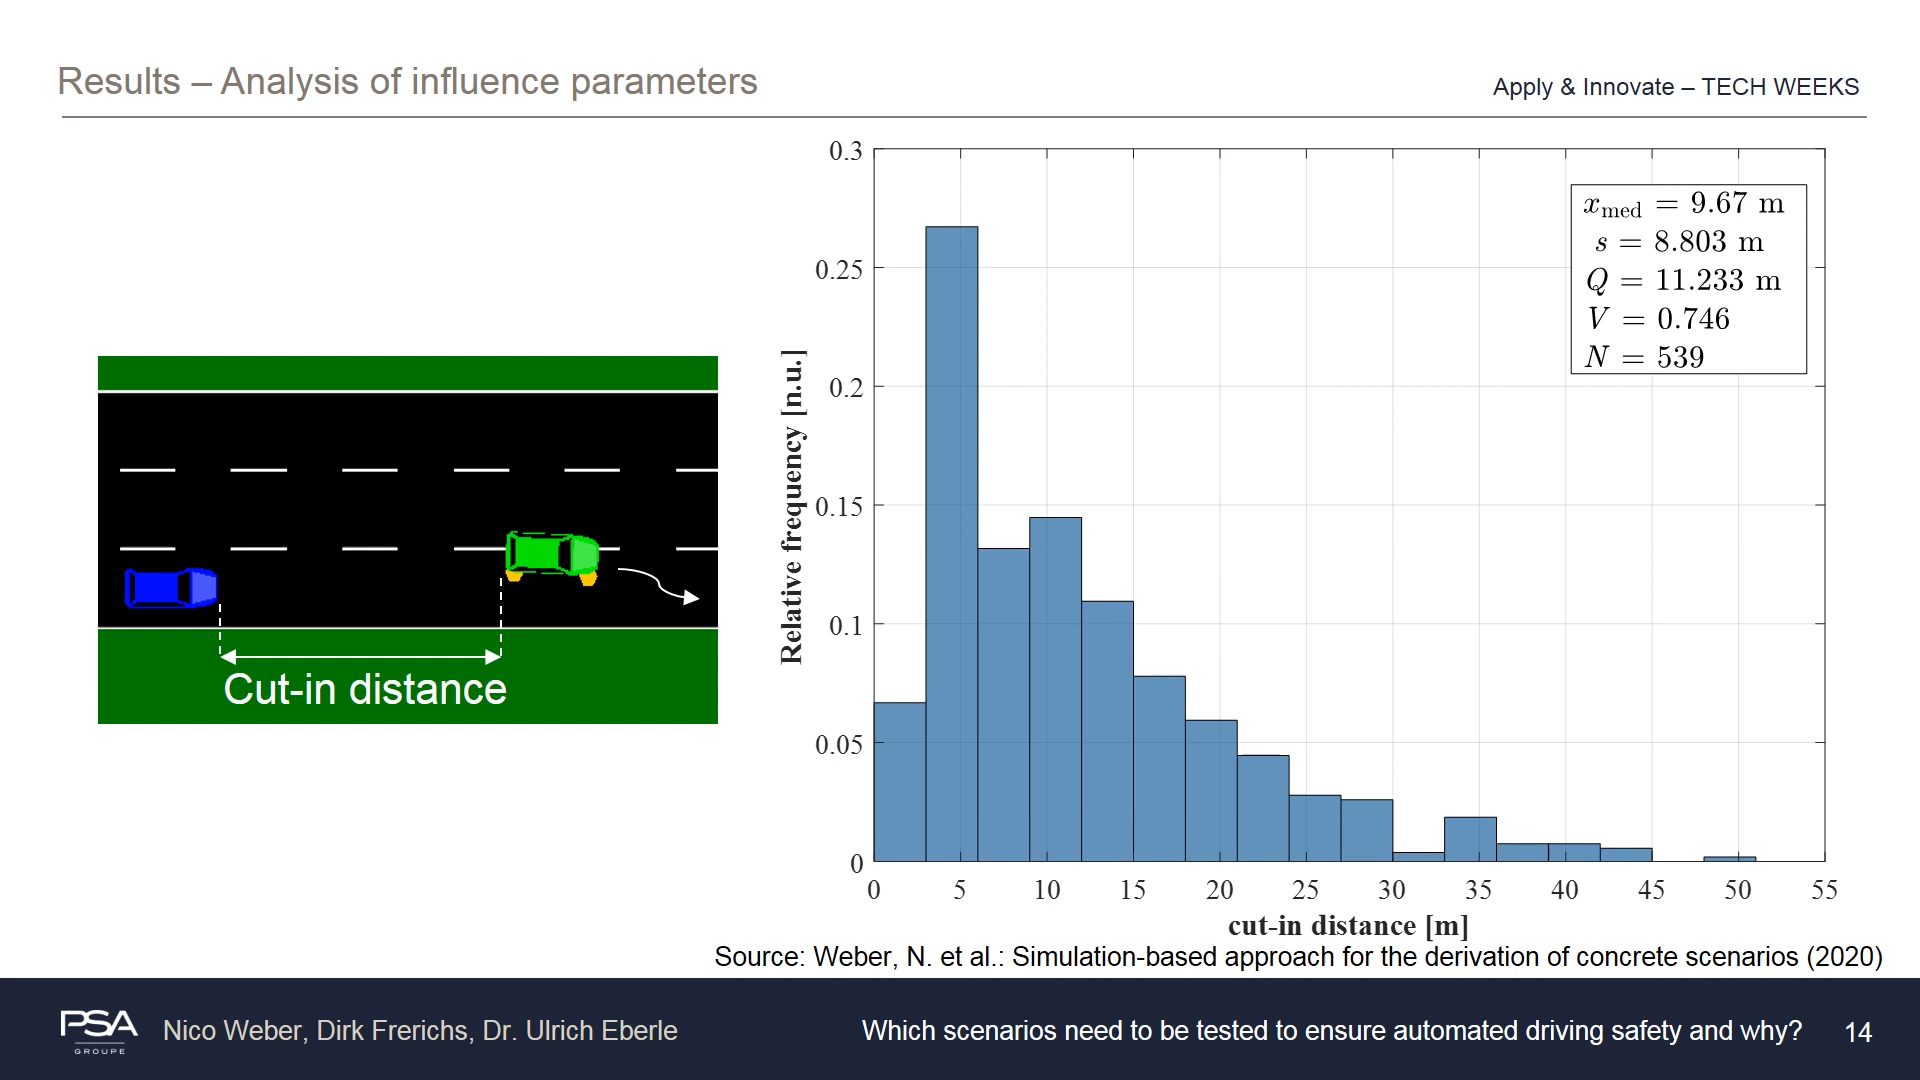 Results – Analysis of influence parameters
Apply & Innovate – TECH WEEKS
Cut-in distance
Relative frequency [n.u.]
0.3
0.25
0.2
0.15
0.1
0.05
0
x_med = 9.67 m
s = 8.803 m
Q = 11.233 m
V = 0.746
N = 539
0 5 10 15 20 25 30 35 40 45 50 55
cut-in distance [m]
Source: Weber, N. et al.: Simulation-based approach for the derivation of concrete scenarios (2020)
PSA
GROUPE
Nico Weber, Dirk Frerichs, Dr. Ulrich Eberle
Which scenarios need to be tested to ensure automated driving safety and why?
14